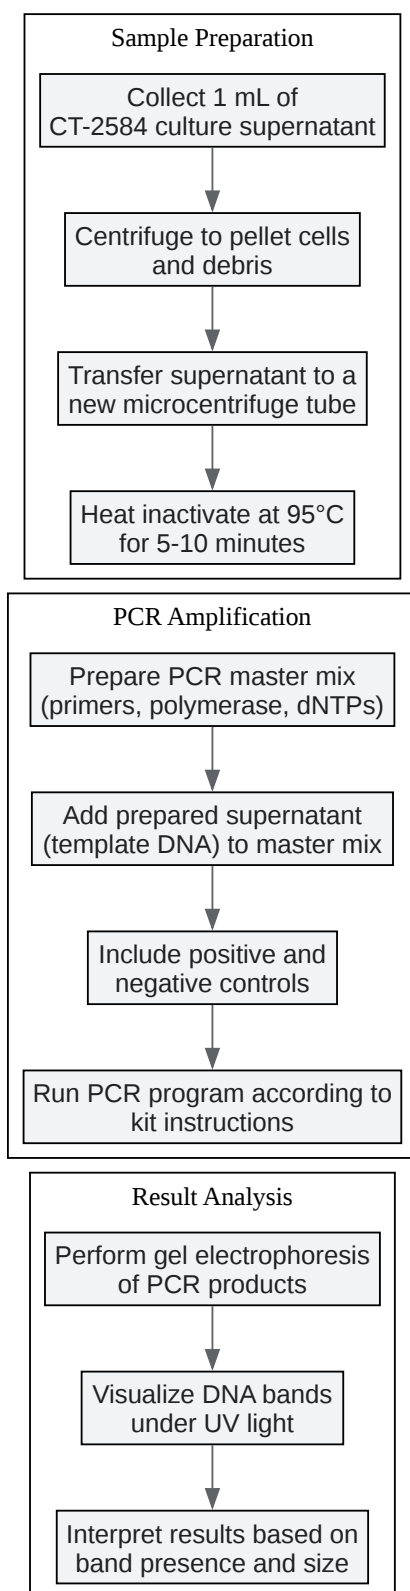 Sample Preparation
Collect 1 mL of
CT-2584 culture supernatant
Centrifuge to pellet cells
and debris
Transfer supernatant to a
new microcentrifuge tube
Heat inactivate at 95°C
for 5-10 minutes
PCR Amplification
Prepare PCR master mix
(primers, polymerase, dNTPs)
Add prepared supernatant
(template DNA) to master mix
Include positive and
negative controls
Run PCR program according to
kit instructions
Result Analysis
Perform gel electrophoresis
of PCR products
Visualize DNA bands
under UV light
Interpret results based on
band presence and size